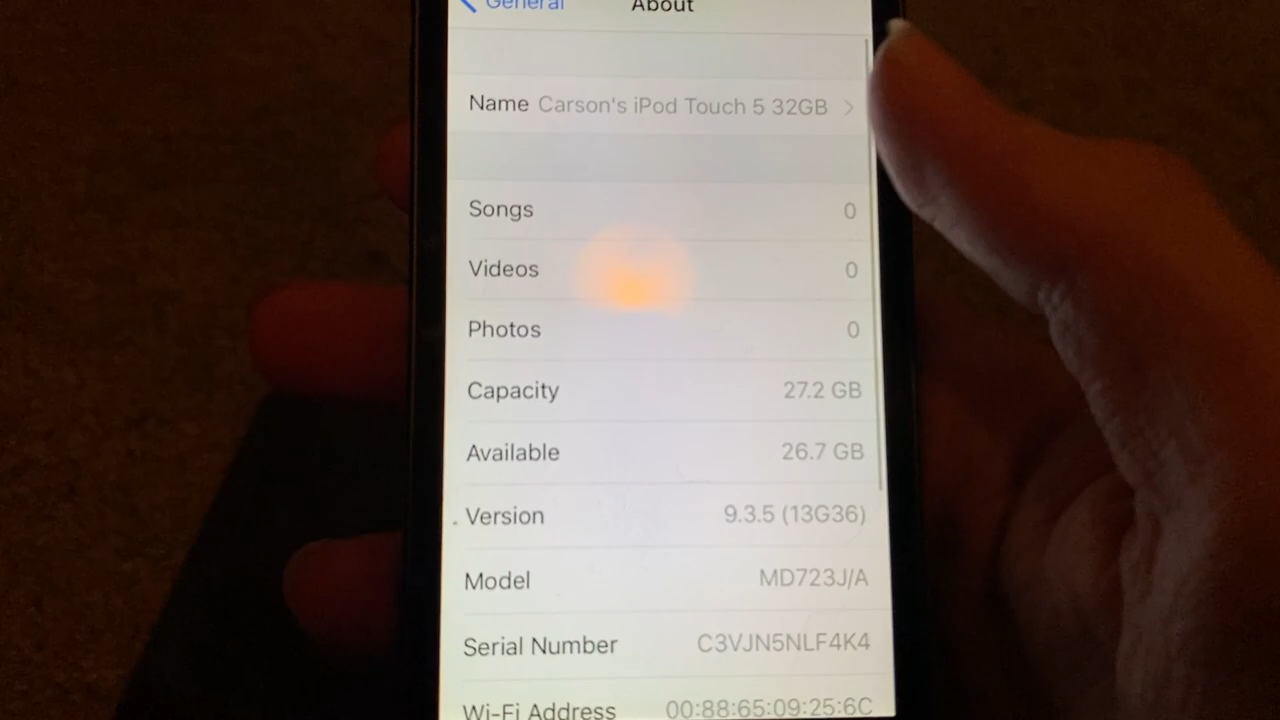 General About
Name Carson's iPod Touch 5 32GB
Songs 0
Videos 0
Photos 0
Capacity 27.2 GB
Available 26.7 GB
Version 9.3.5 (13G36)
Model MD723J/A
Serial Number C3VJN5NLF4K4
Wi-Fi Address 00:88:65:09:25:6C